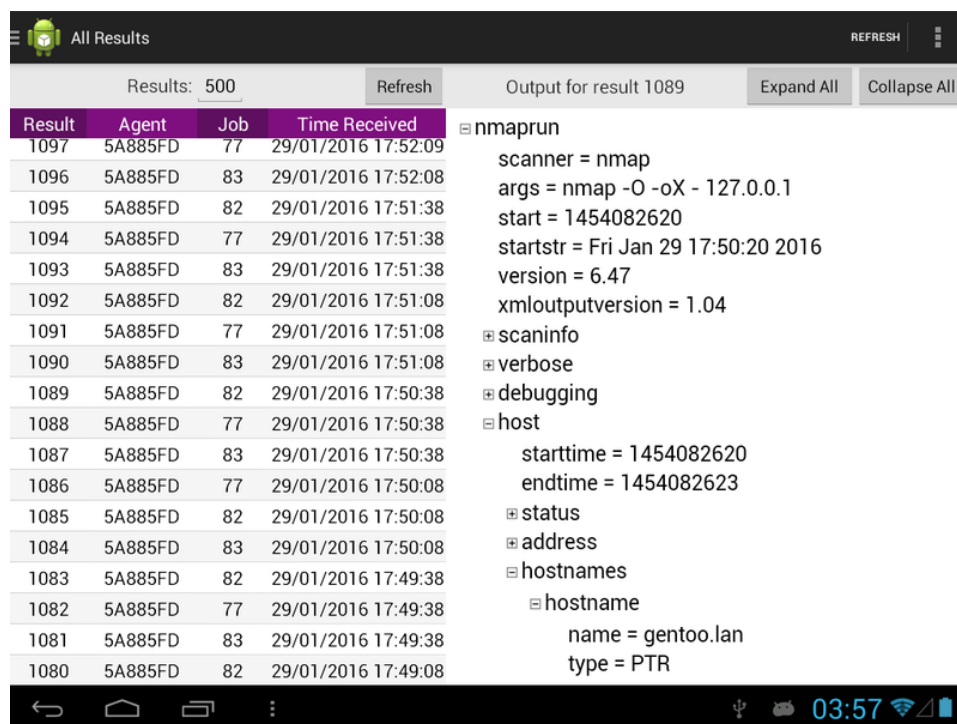 All Results
REFRESH
Results: 500
Refresh
Output for result 1089
Expand All
Collapse All
Result Agent Job Time Received
1097 5A885FD 77 29/01/2016 17:52:09
1096 5A885FD 83 29/01/2016 17:52:08
1095 5A885FD 82 29/01/2016 17:51:38
1094 5A885FD 77 29/01/2016 17:51:38
1093 5A885FD 83 29/01/2016 17:51:38
1092 5A885FD 82 29/01/2016 17:51:08
1091 5A885FD 77 29/01/2016 17:51:08
1090 5A885FD 83 29/01/2016 17:51:08
1089 5A885FD 82 29/01/2016 17:50:38
1088 5A885FD 77 29/01/2016 17:50:38
1087 5A885FD 83 29/01/2016 17:50:38
1086 5A885FD 77 29/01/2016 17:50:08
1085 5A885FD 82 29/01/2016 17:50:08
1084 5A885FD 83 29/01/2016 17:50:08
1083 5A885FD 82 29/01/2016 17:49:38
1082 5A885FD 77 29/01/2016 17:49:38
1081 5A885FD 83 29/01/2016 17:49:38
1080 5A885FD 82 29/01/2016 17:49:08
nmaprun
scanner = nmap
args = nmap -O -oX - 127.0.0.1
start = 1454082620
startstr = Fri Jan 29 17:50:20 2016
version = 6.47
xmloutputversion = 1.04
scaninfo
verbose
debugging
host
starttime = 1454082620
endtime = 1454082623
status
address
hostnames
hostname
name = gentoo.lan
type = PTR
03:57